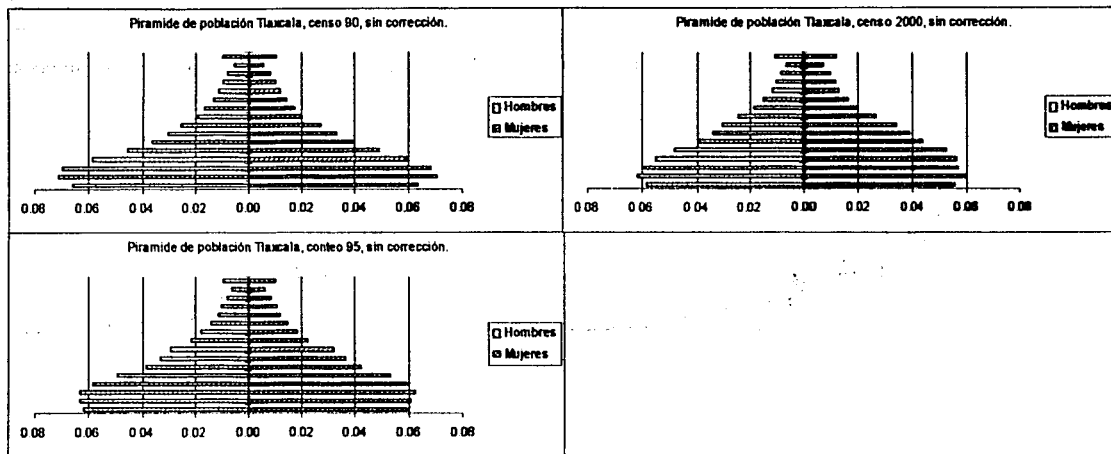 Piramide de población Tlaxcala, censo 90, sin corrección.
Hombres
Mujeres
0.08 0.06 0.04 0.02 0.00 0.02 0.04 0.06 0.08
Piramide de población Tlaxcala, censo 2000, sin corrección.
Hombres
Mujeres
0.08 0.06 0.04 0.02 0.00 0.02 0.04 0.06 0.08
Piramide de población Tlaxcala, conteo 95, sin corrección.
Hombres
Mujeres
0.08 0.06 0.04 0.02 0.00 0.02 0.04 0.06 0.08